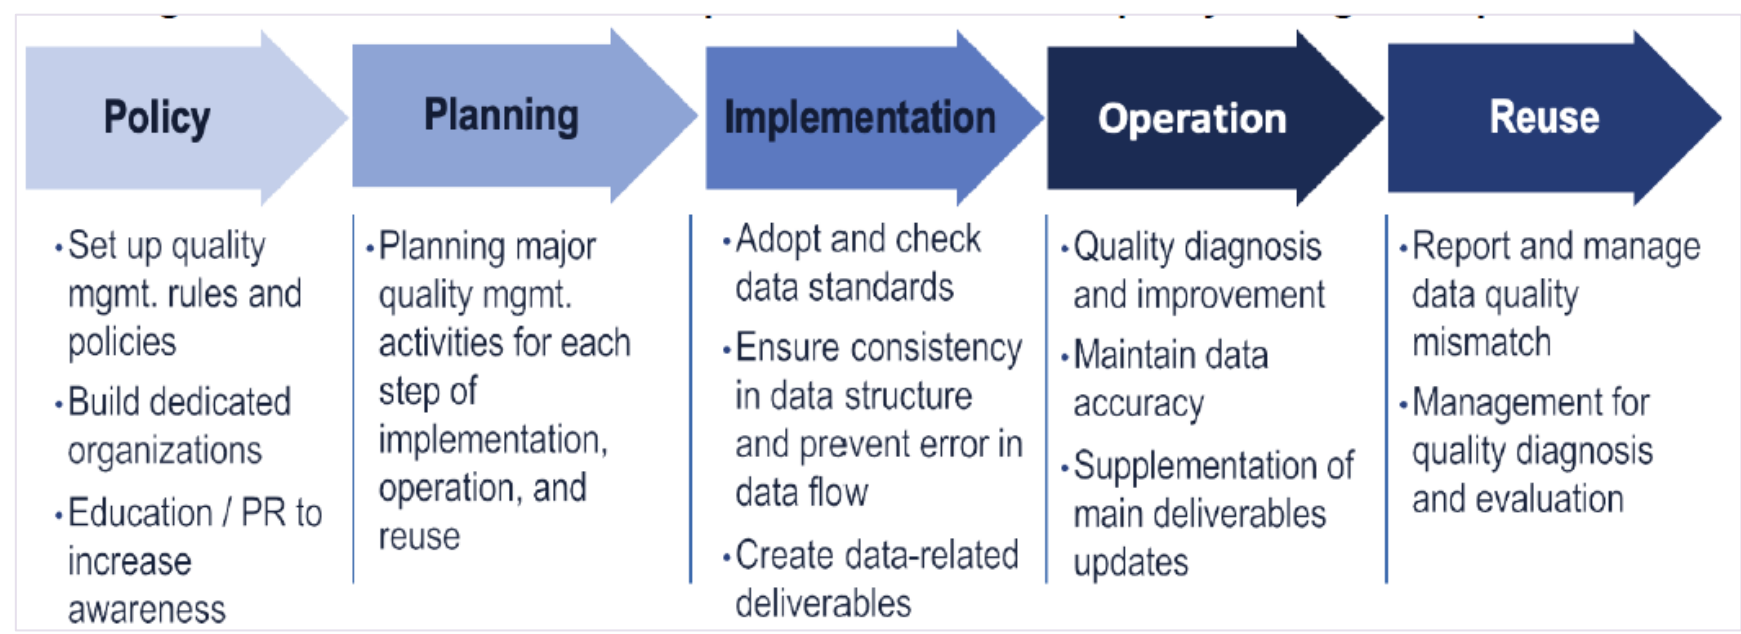 Policy
Planning
Implementation
Operation
Reuse
•Set up quality
mgmt. rules and
policies
•Build dedicated
organizations
•Education / PR to
increase
awareness
•Planning major
quality mgmt.
activities for each
step of
implementation,
operation, and
reuse
•Adopt and check
data standards
•Ensure consistency
in data structure
and prevent error in
data flow
•Create data-related
deliverables
•Quality diagnosis
and improvement
•Maintain data
accuracy
•Supplementation of
main deliverables
updates
•Report and manage
data quality
mismatch
•Management for
quality diagnosis
and evaluation